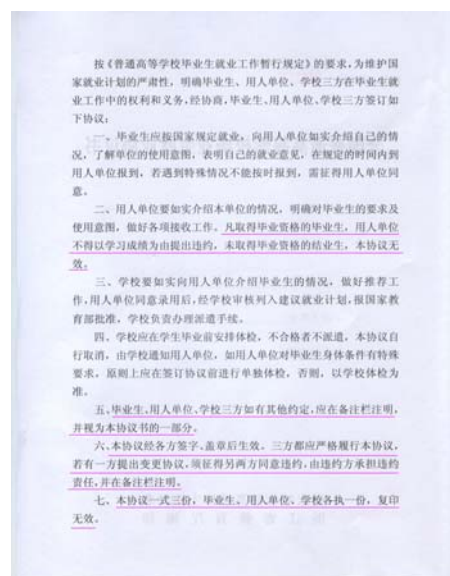 按《普通高等学校毕业生就业工作暂行规定》的要求,为维护国
家就业计划的严肃性，明确毕业生、用人单位、学校三方在毕业生就
业工作中的权利和义务,经协商,毕业生、用人单位、学校三方签订如
下协议:
一、毕业生应按国家规定就业，向用人单位如实介绍自己的情
况，了解单位的使用意图，表明自己的就业意见，在规定的时间内到
用人单位报到，若遇到特殊情况不能按时报到，需征得用人单位同
意。
二、用人单位要如实介绍本单位的情况，明确对毕业生的要求及
使用意图，做好各项接收工作。凡取得毕业资格的毕业生，用人单位
不得以学习成绩为由提出违约，未取得毕业资格的结业生，本协议无
效。
三、学校要如实向用人单位介绍毕业生的情况，做好推荐工
作,用人单位同意录用后,经学校审核列入建议就业计划,报国家教
育部批准，学校负责办理派遣手续。
四、学校应在学生毕业前安排体检，不合格者不派遣，本协议自
行取消，由学校通知用人单位，如用人单位对毕业生身体条件有特殊
要求，原则上应在签订协议前进行单独体检，否则，以学校体检为
准。
五、毕业生、用人单位、学校三方如有其他约定,应在备注栏注明,
并视为本协议书的一部分。
六、本协议经各方签字、盖章后生效。三方都应严格履行本协议,
若有一方提出变更协议,须征得另两方同意违约,由违约方承担违约
责任,并在备注栏注明。
七、本协议一式三份，毕业生、用人单位、学校各执一份，复印
无效。